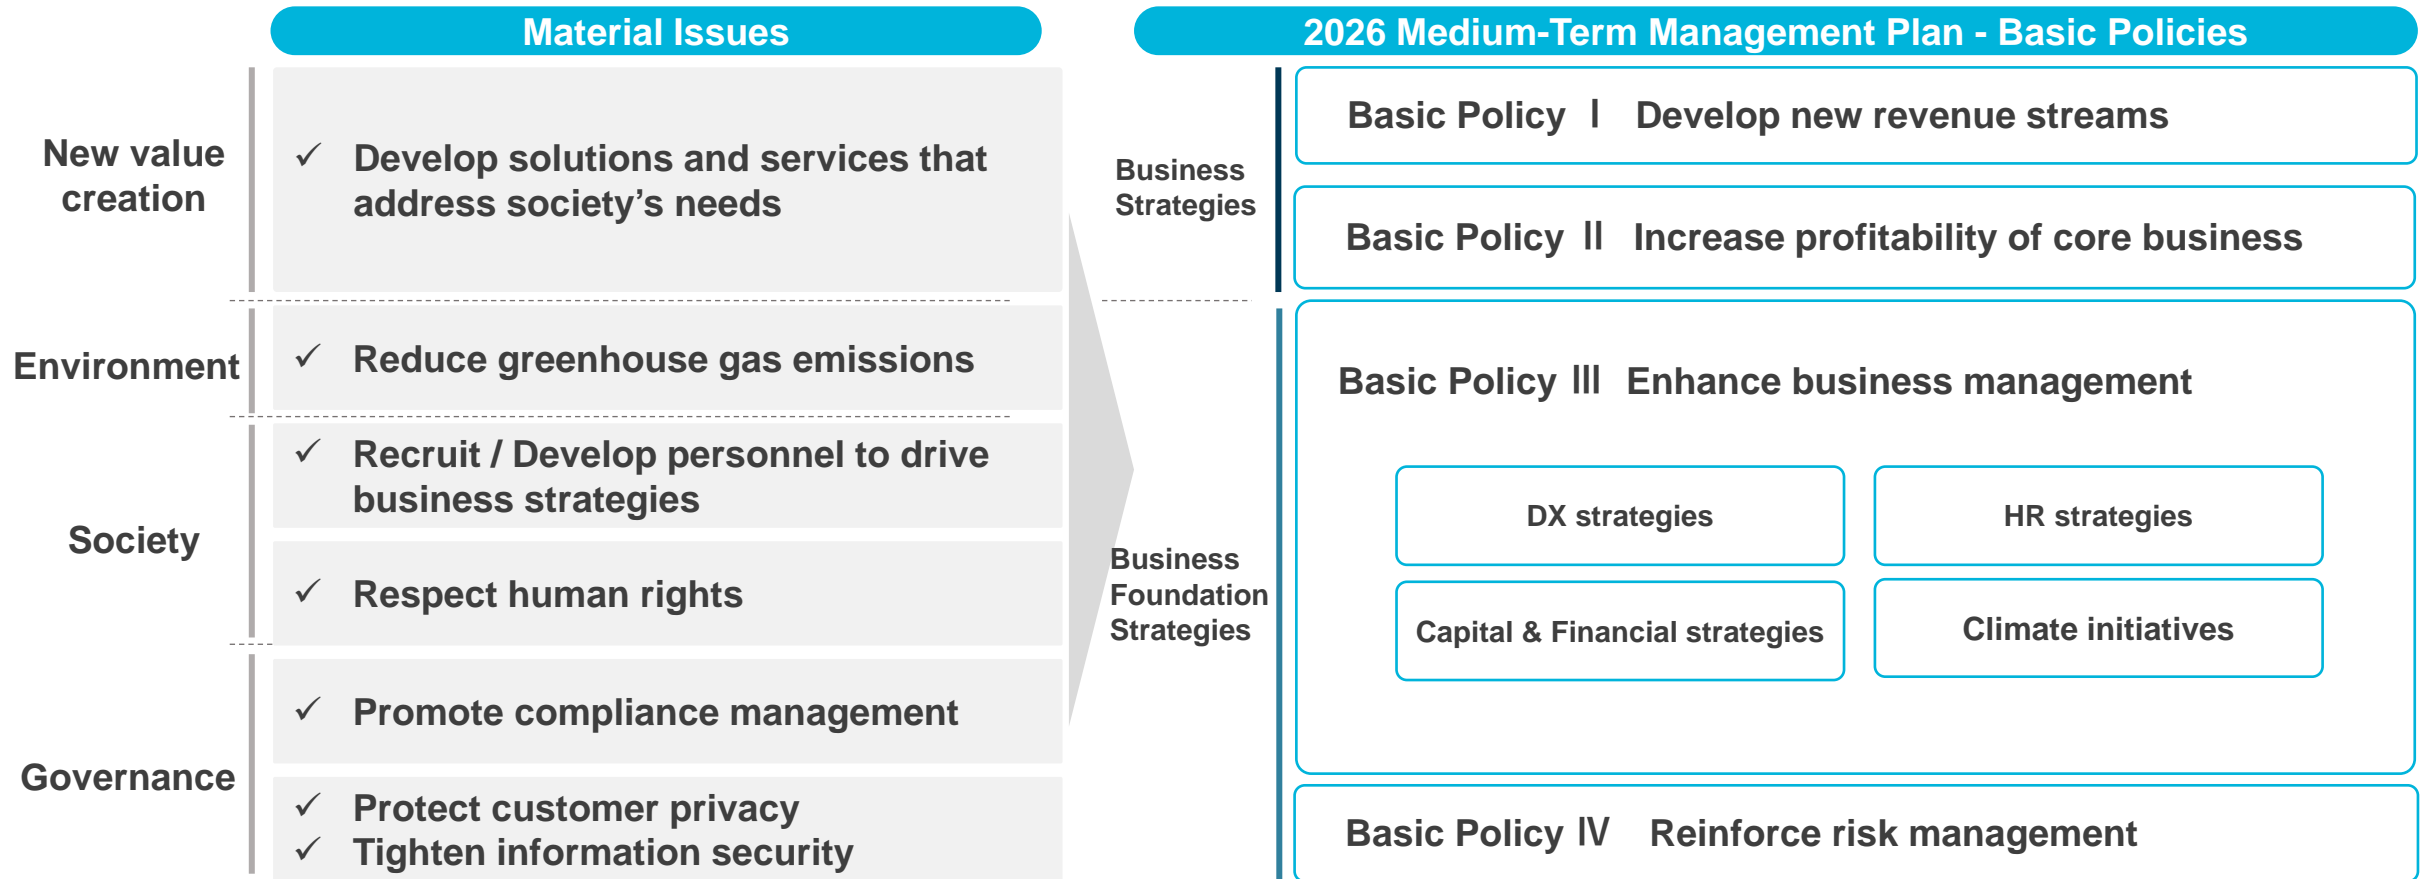 Material Issues
2026 Medium-Term Management Plan - Basic Policies
New value
creation
✓ Develop solutions and services that
address society’s needs
Environment
✓ Reduce greenhouse gas emissions
Society
✓ Recruit / Develop personnel to drive
business strategies
✓ Respect human rights
Governance
✓ Promote compliance management
✓ Protect customer privacy
✓ Tighten information security
Business
Strategies
Basic Policy Ⅰ Develop new revenue streams
Basic Policy Ⅱ Increase profitability of core business
Business
Foundation
Strategies
Basic Policy Ⅲ Enhance business management
DX strategies
HR strategies
Capital & Financial strategies
Climate initiatives
Basic Policy Ⅳ Reinforce risk management